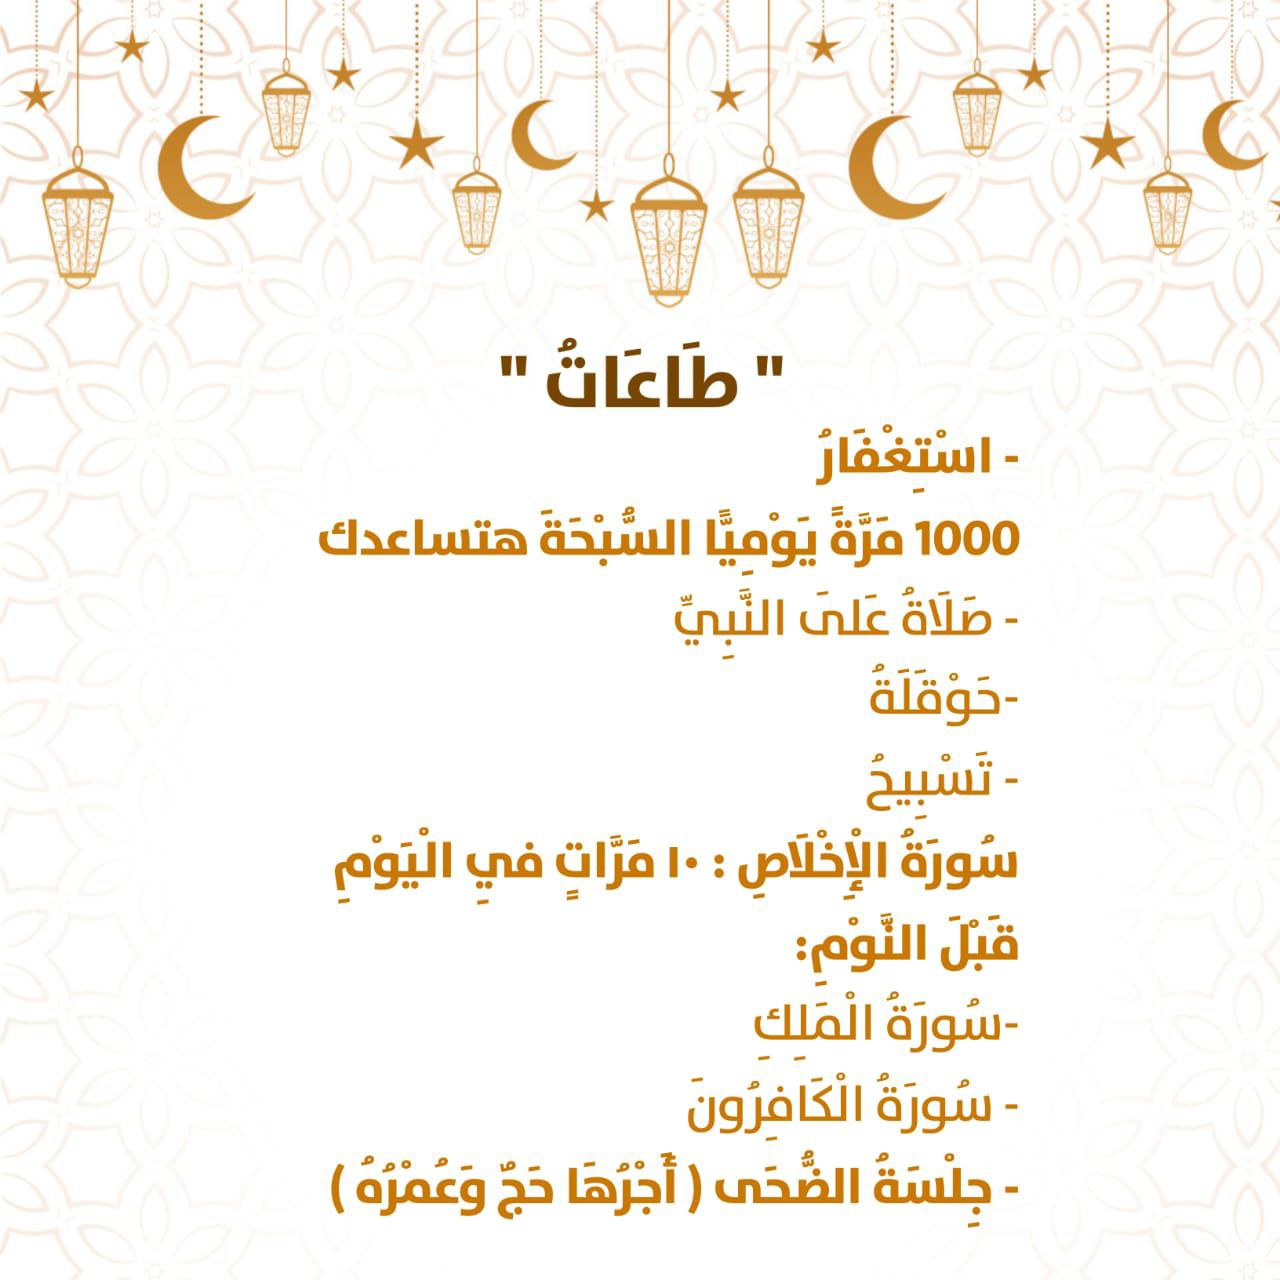 " طَاعَاتُ "
- اسْتِغْفَارُ
1000 مَرَّةً يَوْمِيًّا السُّبْحَةَ هتساعدك
- صَلَاةُ عَلىَ النَّبِيِّ
-حَوْقَلَةُ
- تَسْبِيحُ
سُورَةُ الْإِخْلَاصِ : ١٠ مَرَّاتٍ فيِ الْيَوْمِ
قَبْلَ النَّوْمِ:
-سُورَةُ الْمَلِكِ
- سُورَةُ الْكَافِرُونَ
- جِلْسَةُ الضُّحَى ( أَجْرُهَا حَجٌ وَعُمْرُهُ )